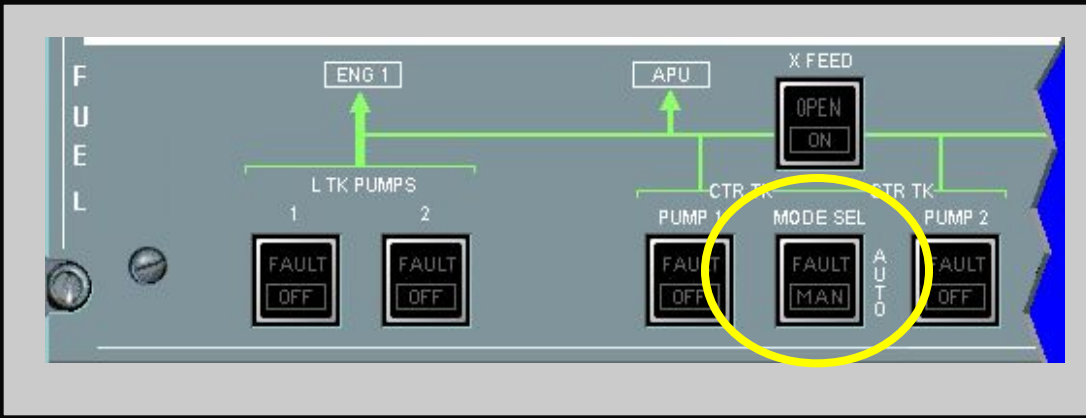 FUEL
ENG 1
APU
X FEED
OPEN
ON
L TK PUMPS
CTR TK
CTR TK
1
2
PUMP 1
MODE SEL
PUMP 2
FAULT
OFF
FAULT
OFF
FAULT
OFF
FAULT
MAN
AUTO
FAULT
OFF